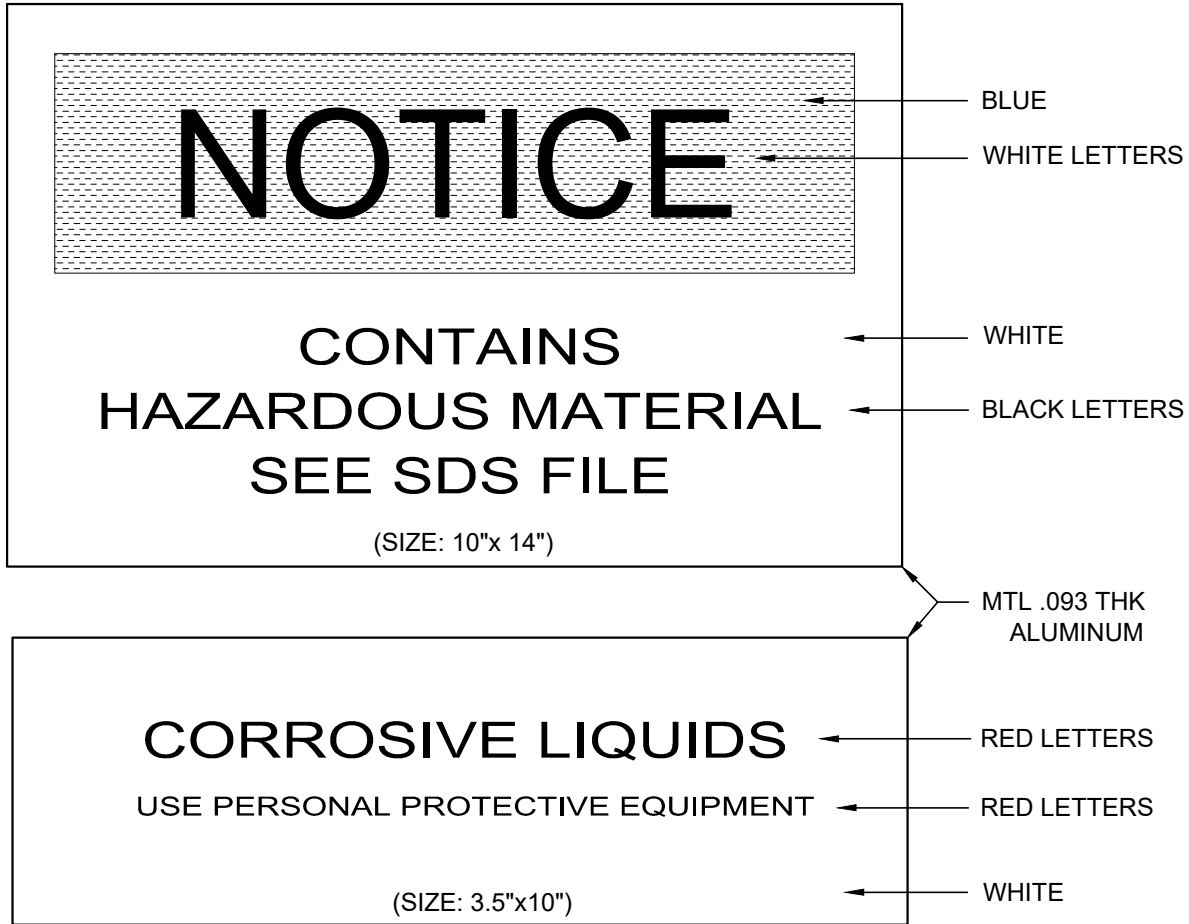 NOTICE
BLUE
WHITE LETTERS
CONTAINS
HAZARDOUS MATERIAL
SEE SDS FILE
(SIZE: 10"x 14")
WHITE
BLACK LETTERS
MTL .093 THK
ALUMINUM
CORROSIVE LIQUIDS
USE PERSONAL PROTECTIVE EQUIPMENT
(SIZE: 3.5"x10")
RED LETTERS
RED LETTERS
WHITE